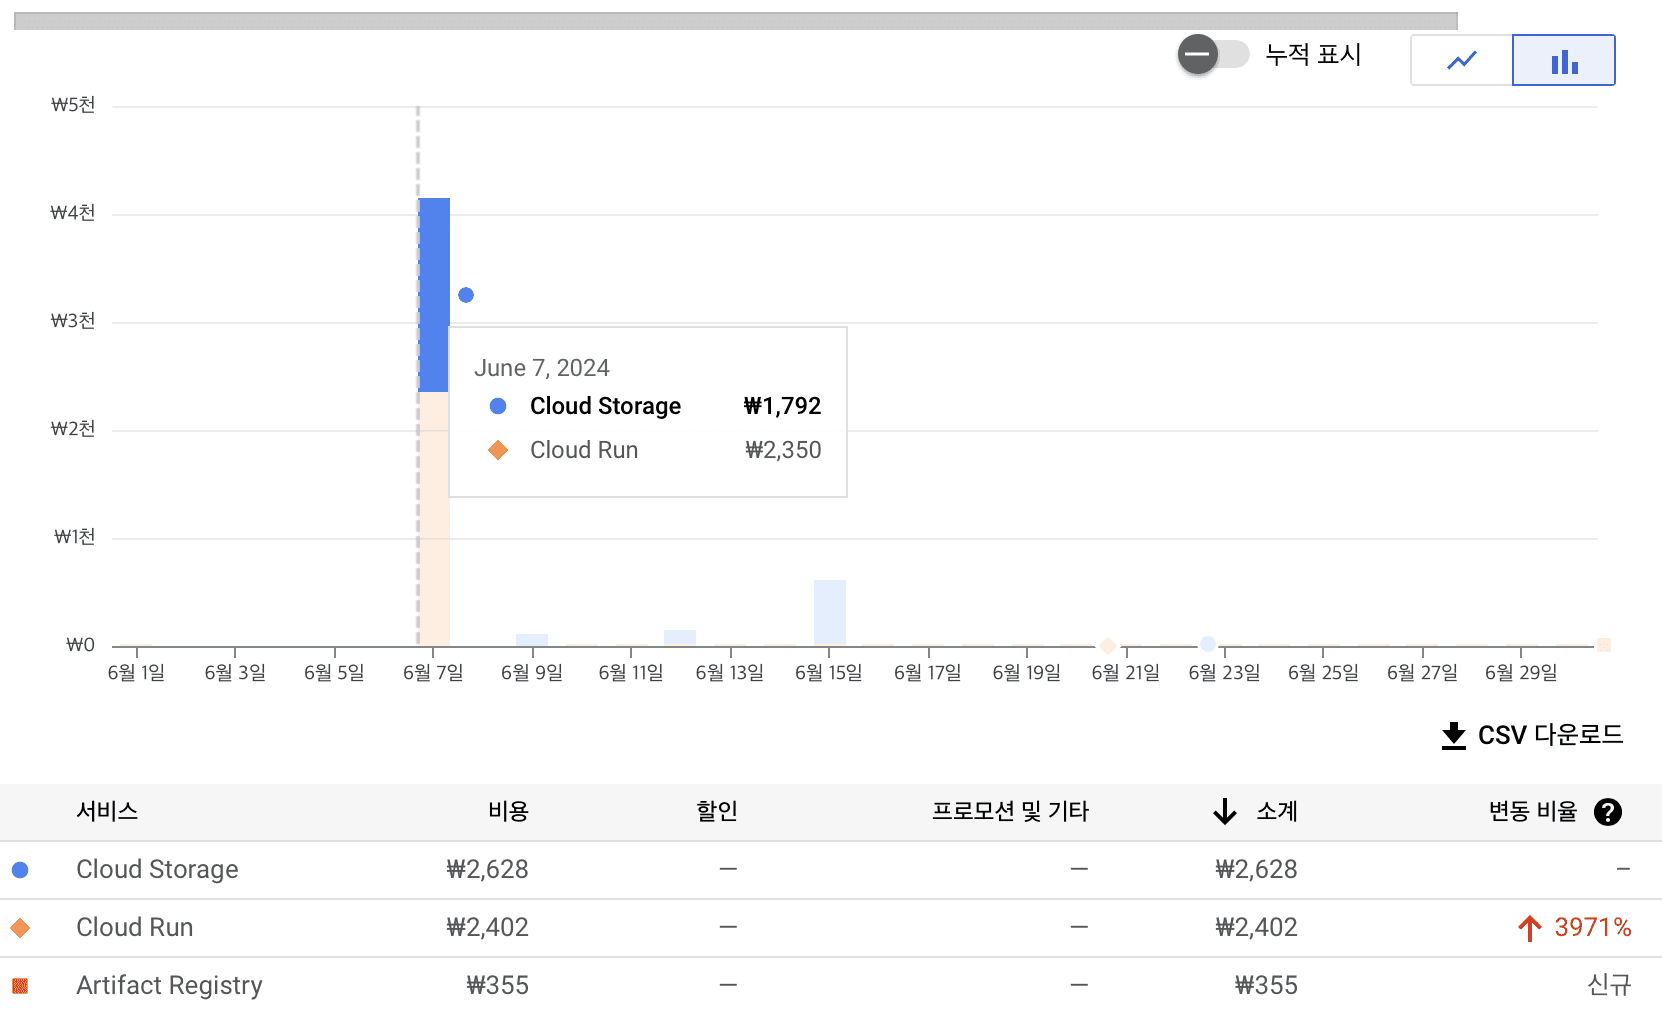 누적 표시
₩5천
₩4천
₩3천
₩2천
₩1천
₩0
June 7, 2024
Cloud Storage ₩1,792
Cloud Run ₩2,350
6월 1일 6월 3일 6월 5일 6월 7일 6월 9일 6월 11일 6월 13일 6월 15일 6월 17일 6월 19일 6월 21일 6월 23일 6월 25일 6월 27일 6월 29일
CSV 다운로드
서비스 비용 할인 프로모션 및 기타 ↓ 소계 변동 비율 ?
Cloud Storage ₩2,628 — — ₩2,628 –
Cloud Run ₩2,402 — — ₩2,402 ↑ 3971%
Artifact Registry ₩355 — — ₩355 신규